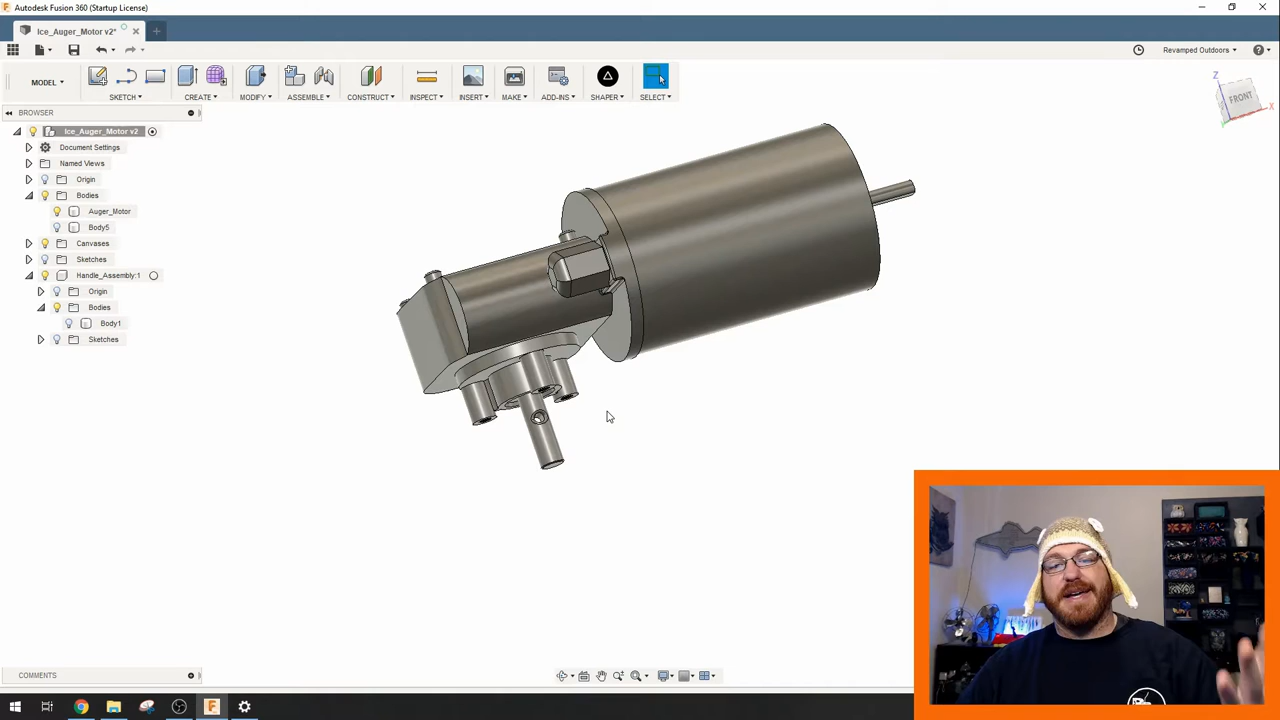 Autodesk Fusion 360 (Startup License)
Ice_Auger_Motor v2*
Revamped Outdoors
MODEL
SKETCH
CREATE
MODIFY
ASSEMBLE
CONSTRUCT
INSPECT
INSERT
MAKE
ADD-INS
SHAPER
SELECT
Z
FRONT
X
Y
BROWSER
Ice_Auger_Motor v2
Document Settings
Named Views
Origin
Bodies
Auger_Motor
Body5
Canvases
Sketches
Handle_Assembly:1
Origin
Bodies
Body1
Sketches
COMMENTS